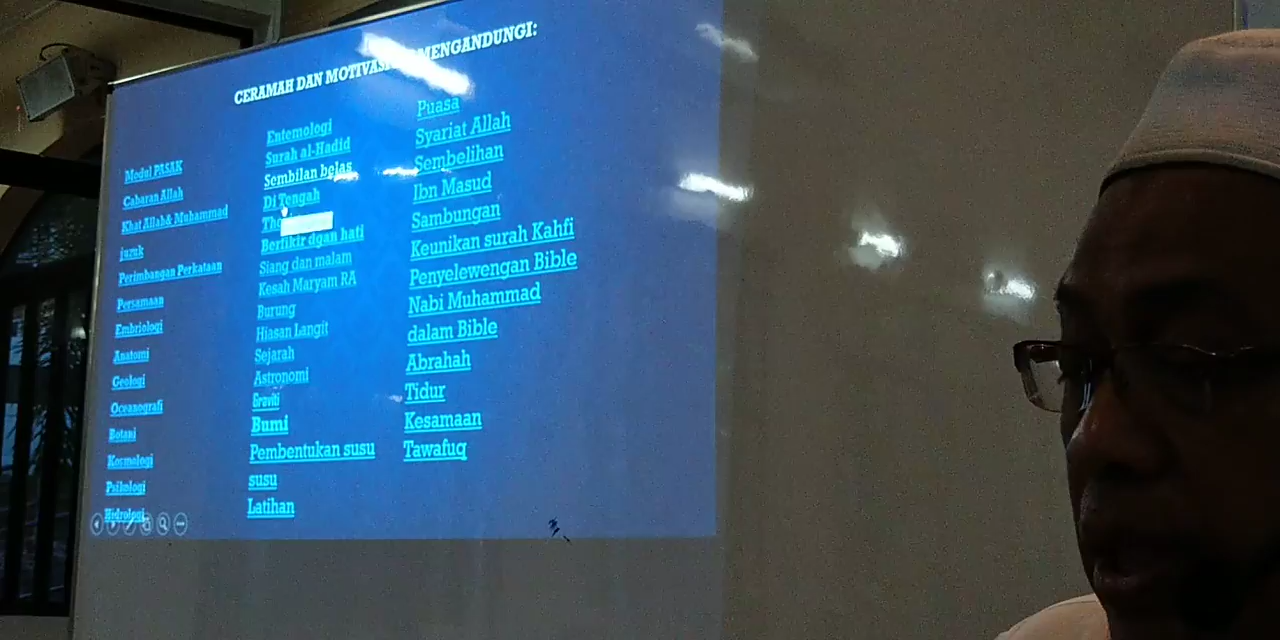 CERAMAH DAN MOTIVASI MENGANDUNGI:
Modul PASAK
Cabaran Allah
Khat Allah& Muhammad
juzuk
Perimbangan Perkataan
Persamaan
Embriologi
Anatomi
Geologi
Oceanografi
Botani
Kosmologi
Psikologi
Hidrologi
Entemologi
Surah al-Hadid
Sembilan belas
Di Tengah
Berfikir dgan hati
Siang dan malam
Kesah Maryam RA
Burung
Hiasan Langit
Sejarah
Astronomi
Graviti
Bumi
Pembentukan susu
susu
Latihan
Puasa
Syariat Allah
Sembelihan
Ibn Masud
Sambungan
Keunikan surah Kahfi
Penyelewengan Bible
Nabi Muhammad
dalam Bible
Abrahah
Tidur
Kesamaan
Tawafuq